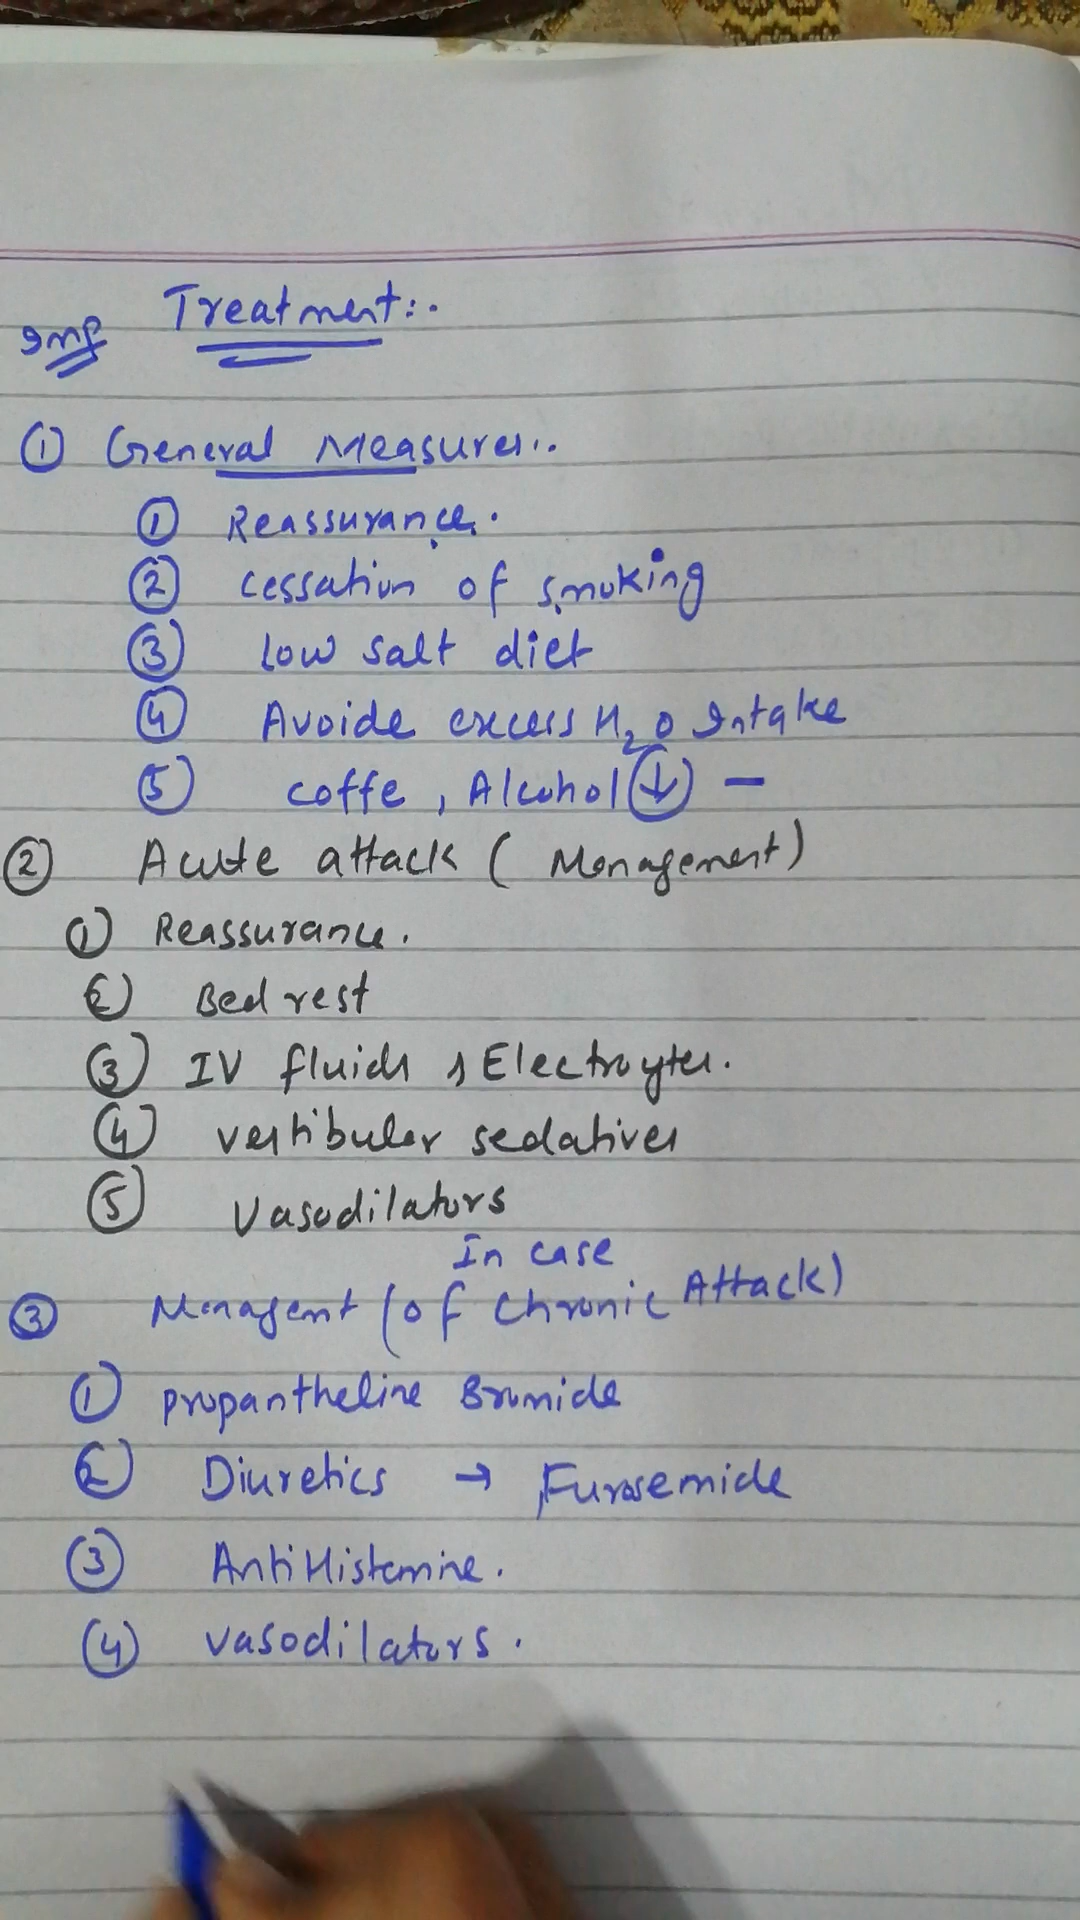 Treatment:.
Imp
① General Measures..
① Reassurance.
② cessation of smoking
③ Low salt diet
④ Avoide excess H₂O Intake
⑤ coffe, Alcohol ↓ –
② Acute attack (Management)
① Reassurance.
② Bed rest
③ IV fluids, Electroytes.
④ vestibular sedatives
⑤ Vasodilators
In case
③ Managent (of Chronic Attack)
① Propantheline Bromide
② Diuretics → Furosemide
③ AntiHistamine.
④ vasodilators.